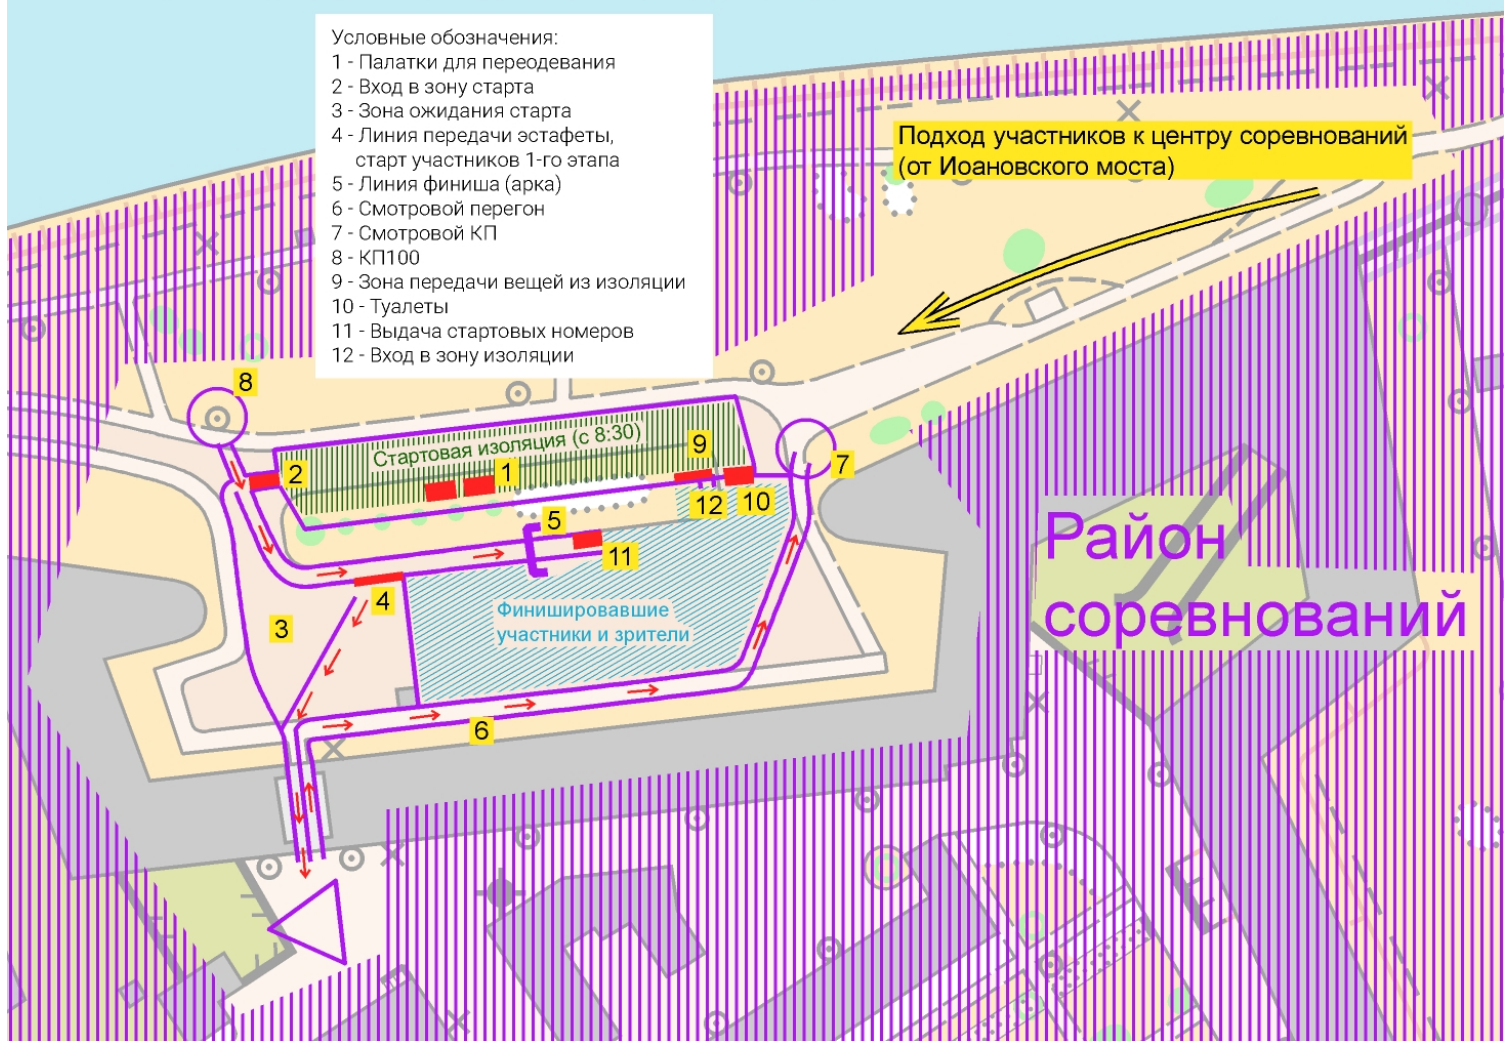 Условные обозначения:
1 - Палатки для переодевания
2 - Вход в зону старта
3 - Зона ожидания старта
4 - Линия передачи эстафеты,
старт участников 1-го этапа
5 - Линия финиша (арка)
6 - Смотровой перегон
7 - Смотровой КП
8 - КП100
9 - Зона передачи вещей из изоляции
10 - Туалеты
11 - Выдача стартовых номеров
12 - Вход в зону изоляции
Подход участников к центру соревнований
(от Иоановского моста)
8
Стартовая изоляция (с 8:30)
9
7
2
1
12
10
5
11
4
3
Финишировавшие
участники и зрители
6
Район
соревнований